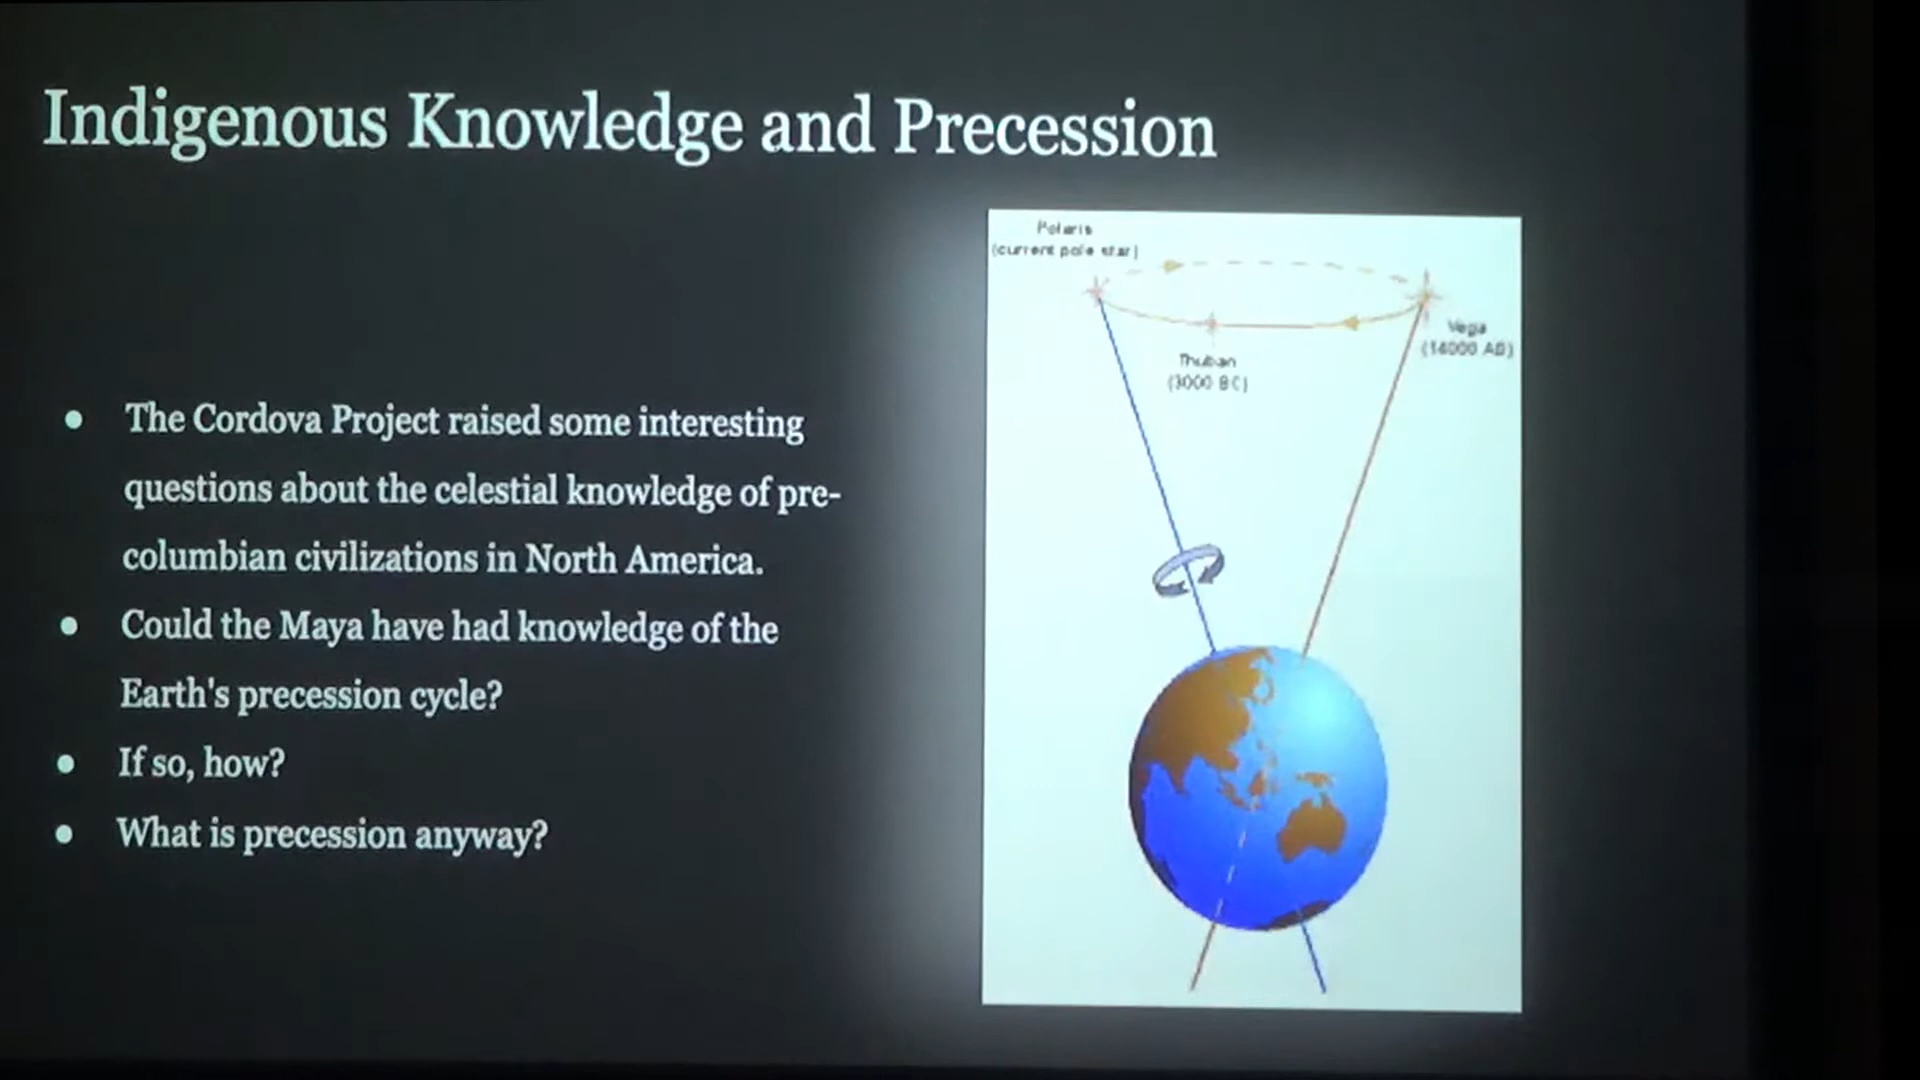 Indigenous Knowledge and Precession
• The Cordova Project raised some interesting
questions about the celestial knowledge of pre-
columbian civilizations in North America.
• Could the Maya have had knowledge of the
Earth's precession cycle?
• If so, how?
• What is precession anyway?
Polaris
(current pole star)
Vega
(14000 AD)
Thuban
(3000 BC)